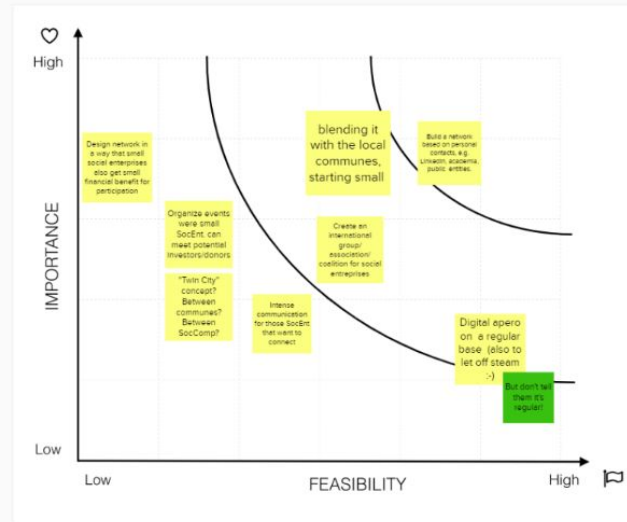 High
Design network in
a way that small
social enterprises
also get small
financial benefit for
participation
blending it
with the local
communes,
starting small
Build a network
based on personal
contacts, e.g.
LinkedIn, academia,
public entities.
Organize events
were small
SocEnt. can
meet potential
investors/donors
Create an
international
group/
association/
coalition for social
entreprises
"Twin City"
concept?
Between
communes?
Between
SocComp?
Intense
communication
for those SocEnt
that want to
connect
Digital apero
on a regular
base (also to
let off steam
:-)
But don't tell
them it's
regular!
IMPORTANCE
Low
Low
FEASIBILITY
High